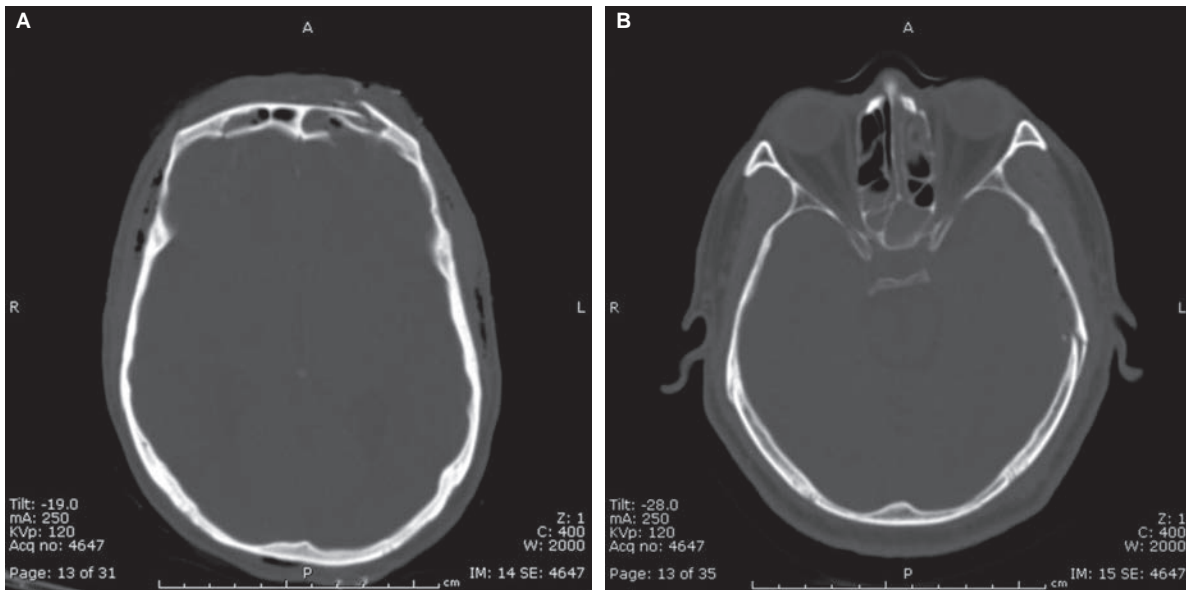 A
A
R
L
Tilt: -19.0
mA: 250
KVp: 120
Acq no: 4647
Page: 13 of 31
Z: 1
C: 400
W: 2000
IM: 14 SE: 4647
P
cm
B
A
R
L
Tilt: -28.0
mA: 250
KVp: 120
Acq no: 4647
Page: 13 of 35
Z: 1
C: 400
W: 2000
IM: 15 SE: 4647
P
cm